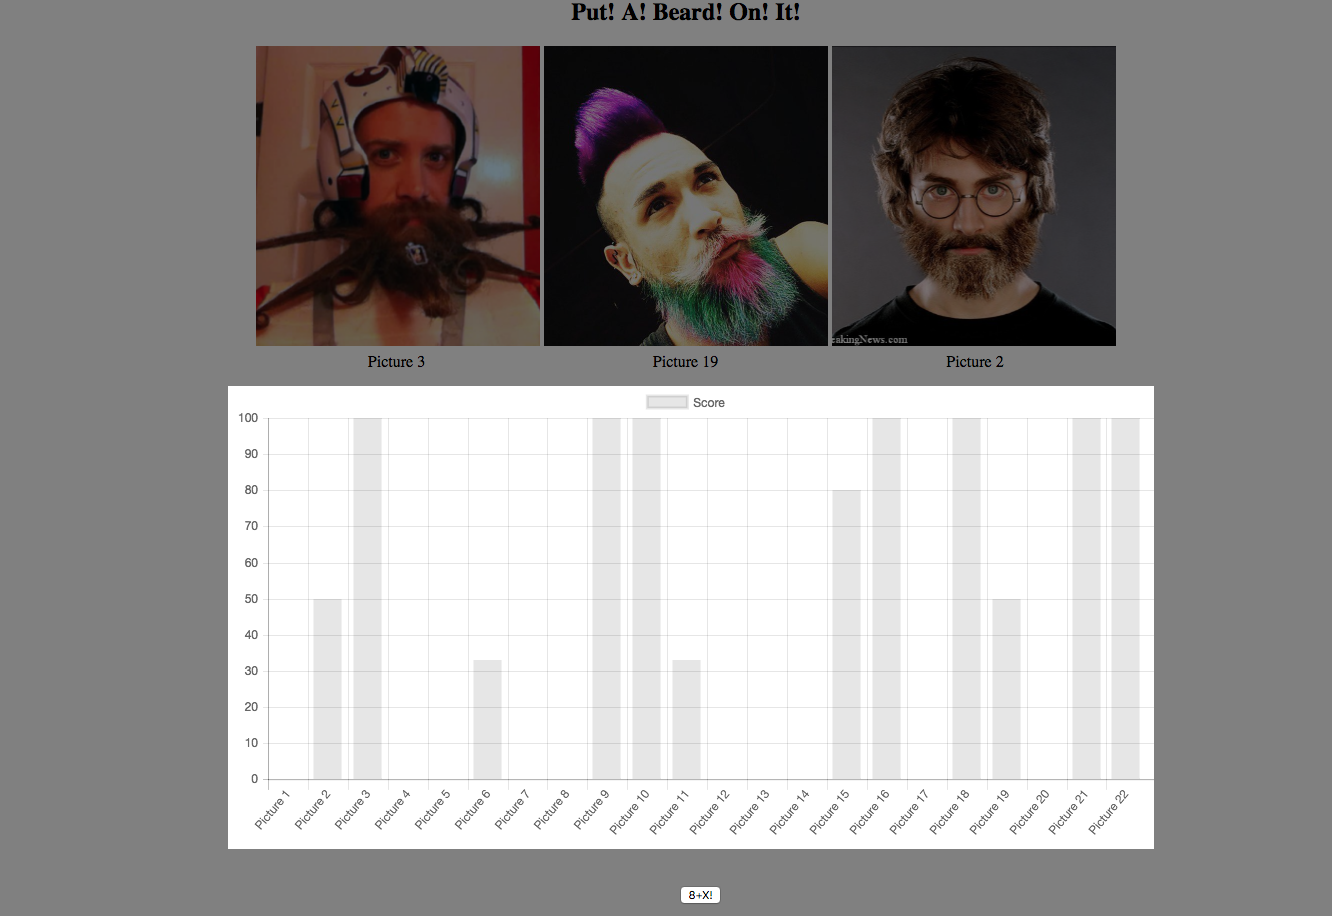 Put! A! Beard! On! It!
eakingNews.com
Picture 3
Picture 19
Picture 2
Score
100
90
80
70
60
50
40
30
20
10
0
Picture 1
Picture 2
Picture 3
Picture 4
Picture 5
Picture 6
Picture 7
Picture 8
Picture 9
Picture 10
Picture 11
Picture 12
Picture 13
Picture 14
Picture 15
Picture 16
Picture 17
Picture 18
Picture 19
Picture 20
Picture 21
Picture 22
8+X!